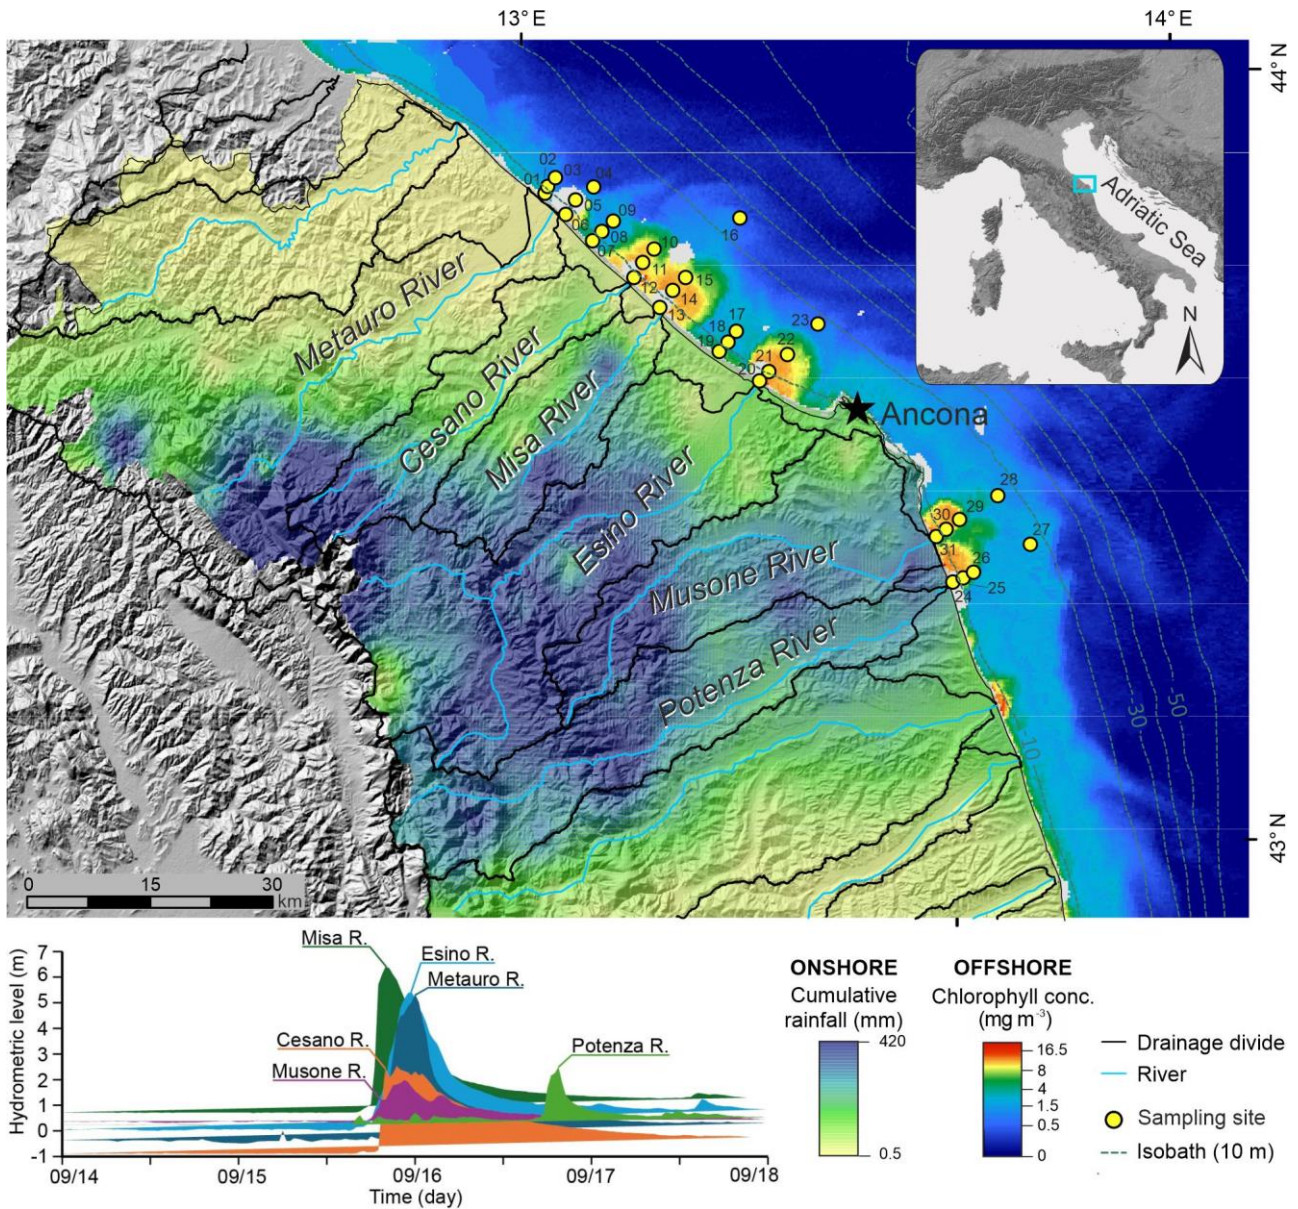 13° E
14° E
44° N
43° N
Adriatic Sea
N
02
03
04
01
05
06
09
08
07
10
11
12
15
14
13
16
17
18
19
23
22
21
20
Ancona
28
29
30
27
31
26
25
24
Metauro River
Cesano River
Misa River
Esino River
Musone River
Potenza River
-10
-30
-50
0 15 30
km
Hydrometric level (m)
7
6
5
4
3
2
1
0
-1
Misa R.
Esino R.
Metauro R.
Cesano R.
Musone R.
Potenza R.
09/14 09/15 09/16 09/17 09/18
Time (day)
ONSHORE
Cumulative
rainfall (mm)
420
0.5
OFFSHORE
Chlorophyll conc.
(mg m⁻³)
16.5
8
4
1.5
0.5
0
Drainage divide
River
Sampling site
Isobath (10 m)